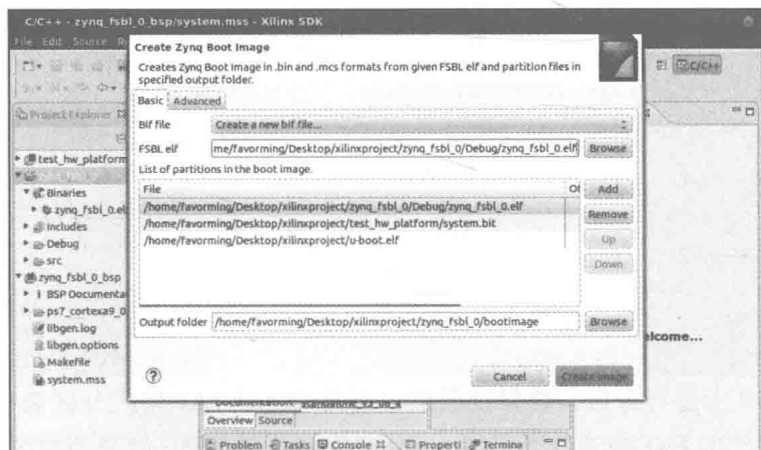 C/C++ - zynq_fsbl_0_bsp/system.mss - Xilinx SDK
File Edit Source
Create Zynq Boot Image
Creates Zynq Boot Image in .bin and .mcs formats from given FSBL elf and partition files in
specified output folder.
C/C++
Basic Advanced
Project Explorer
Bif file Create a new bif file...
FSBL elf me/favorming/Desktop/xilinxproject/zynq_fsbl_0/Debug/zynq_fsbl_0.elf Browse
List of partitions in the boot image.
File Of Add
/home/favorming/Desktop/xilinxproject/zynq_fsbl_0/Debug/zynq_fsbl_0.elf
/home/favorming/Desktop/xilinxproject/test_hw_platform/system.bit Remove
/home/favorming/Desktop/xilinxproject/u-boot.elf Up
Down
Output folder /home/favorming/Desktop/xilinxproject/zynq_fsbl_0/bootimage Browse
Cancel Create Image
test_hw_platform
Binaries
zynq_fsbl_0.el
Includes
Debug
src
zynq_fsbl_0_bsp
BSP Documenta
ps7_cortexa9_0
libgen.log
libgen.options
Makefile
system.mss
elcome...
Documentation: standalone_v3_08_a
Overview Source
Problem Tasks Console Properti Termina